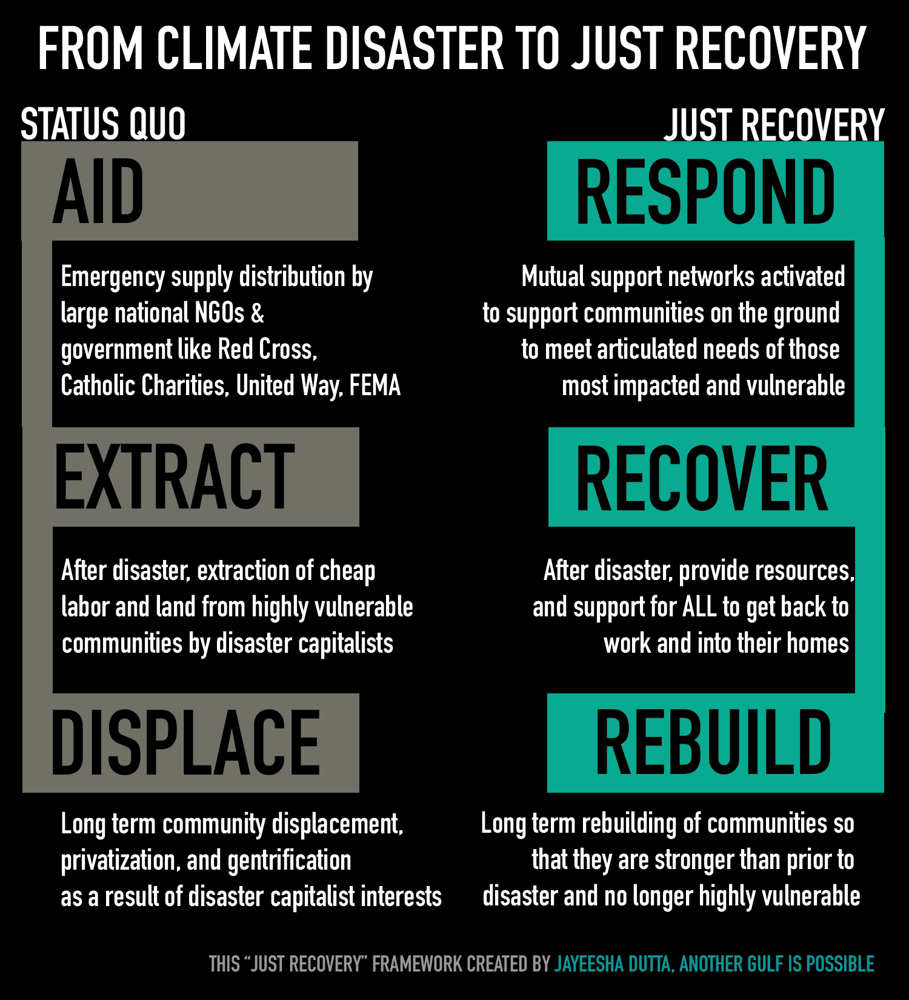 FROM CLIMATE DISASTER TO JUST RECOVERY
STATUS QUO
AID
Emergency supply distribution by
large national NGOs &
government like Red Cross,
Catholic Charities, United Way, FEMA
EXTRACT
After disaster, extraction of cheap
labor and land from highly vulnerable
communities by disaster capitalists
DISPLACE
Long term community displacement,
privatization, and gentrification
as a result of disaster capitalist interests
JUST RECOVERY
RESPOND
Mutual support networks activated
to support communities on the ground
to meet articulated needs of those
most impacted and vulnerable
RECOVER
After disaster, provide resources,
and support for ALL to get back to
work and into their homes
REBUILD
Long term rebuilding of communities so
that they are stronger than prior to
disaster and no longer highly vulnerable
THIS “JUST RECOVERY” FRAMEWORK CREATED BY JAYEESHA DUTTA, ANOTHER GULF IS POSSIBLE